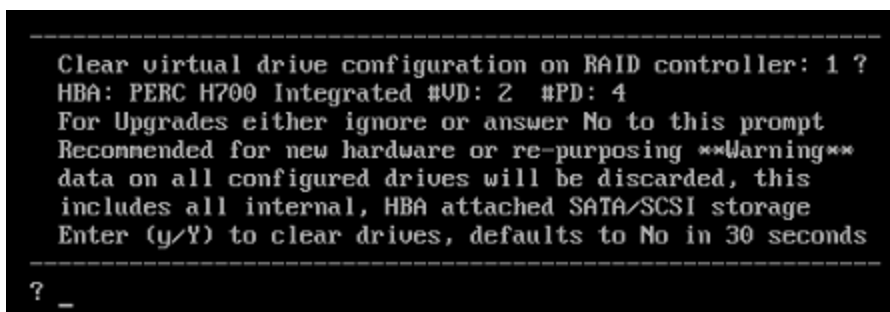 ------------------------------------------------------------
Clear virtual drive configuration on RAID controller: 1 ?
HBA: PERC H700 Integrated #VD: 2  #PD: 4
For Upgrades either ignore or answer No to this prompt
Recommended for new hardware or re-purposing **Warning**
data on all configured drives will be discarded, this
includes all internal, HBA attached SATA/SCSI storage
Enter (y/Y) to clear drives, defaults to No in 30 seconds
------------------------------------------------------------
? _